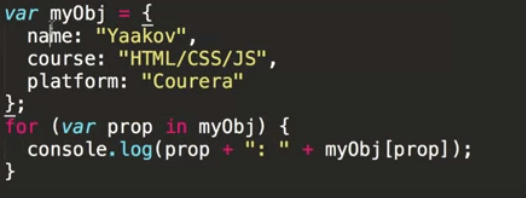 var myObj = {
  name: "Yaakov",
  course: "HTML/CSS/JS",
  platform: "Courera"
};
for (var prop in myObj) {
  console.log(prop + ": " + myObj[prop]);
}